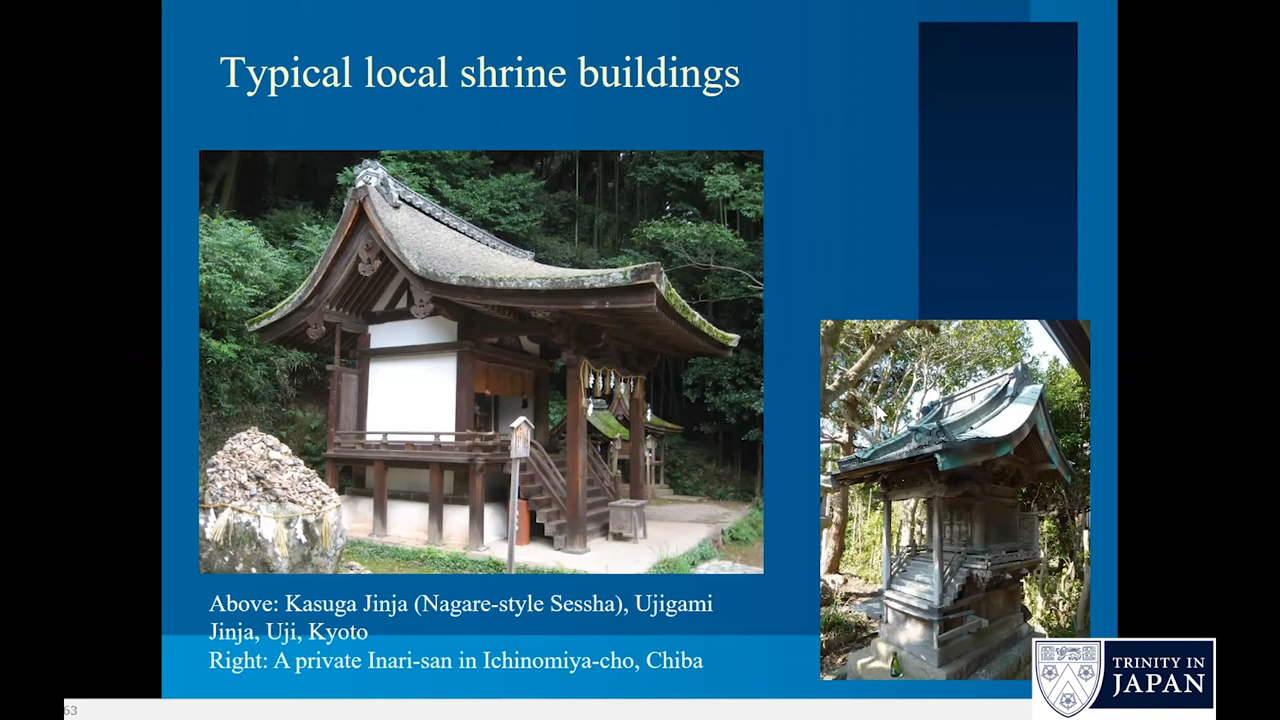 Typical local shrine buildings
Above: Kasuga Jinja (Nagare-style Sessha), Ujigami
Jinja, Uji, Kyoto
Right: A private Inari-san in Ichinomiya-cho, Chiba
TRINITY IN
JAPAN
63